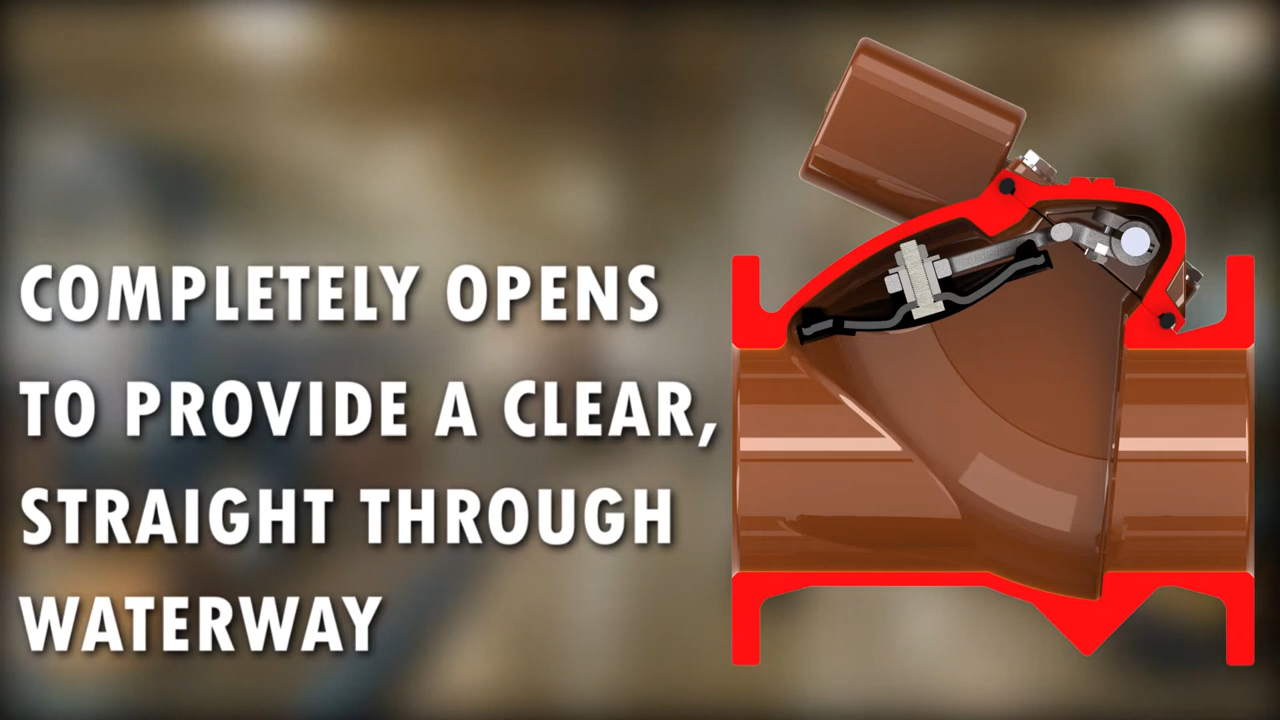 COMPLETELY OPENS
TO PROVIDE A CLEAR,
STRAIGHT THROUGH
WATERWAY